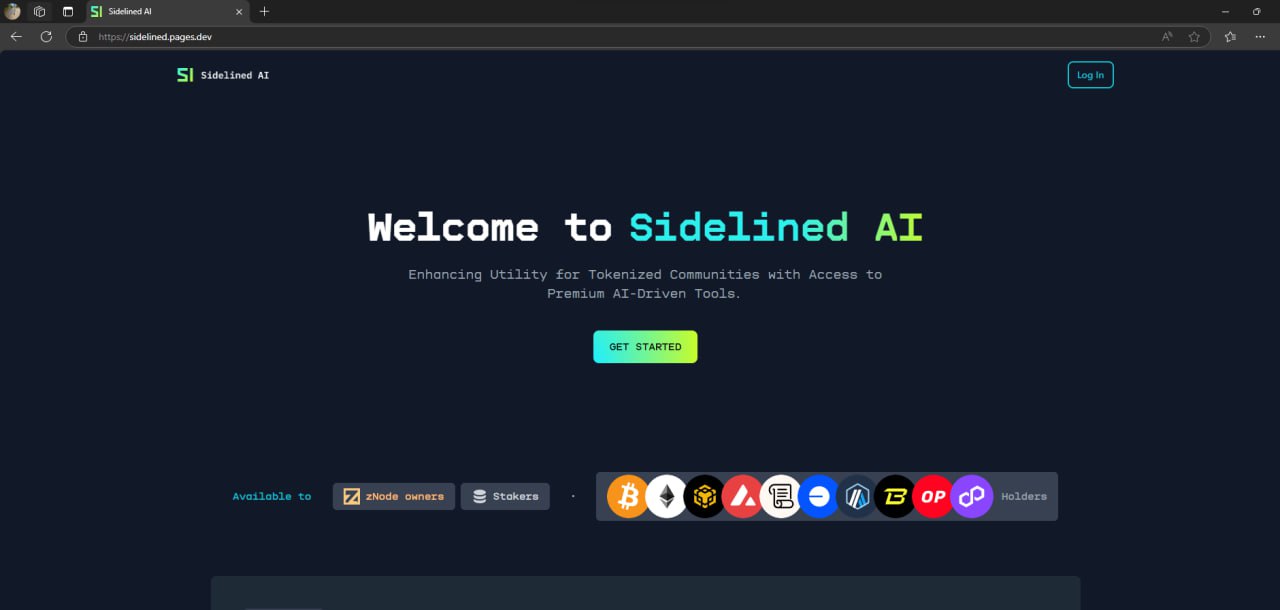 Sidelined AI
https://sidelined.pages.dev
SI Sidelined AI
Log In
Welcome to Sidelined AI
Enhancing Utility for Tokenized Communities with Access to
Premium AI-Driven Tools.
GET STARTED
Available to zNode owners Stakers · OP Holders